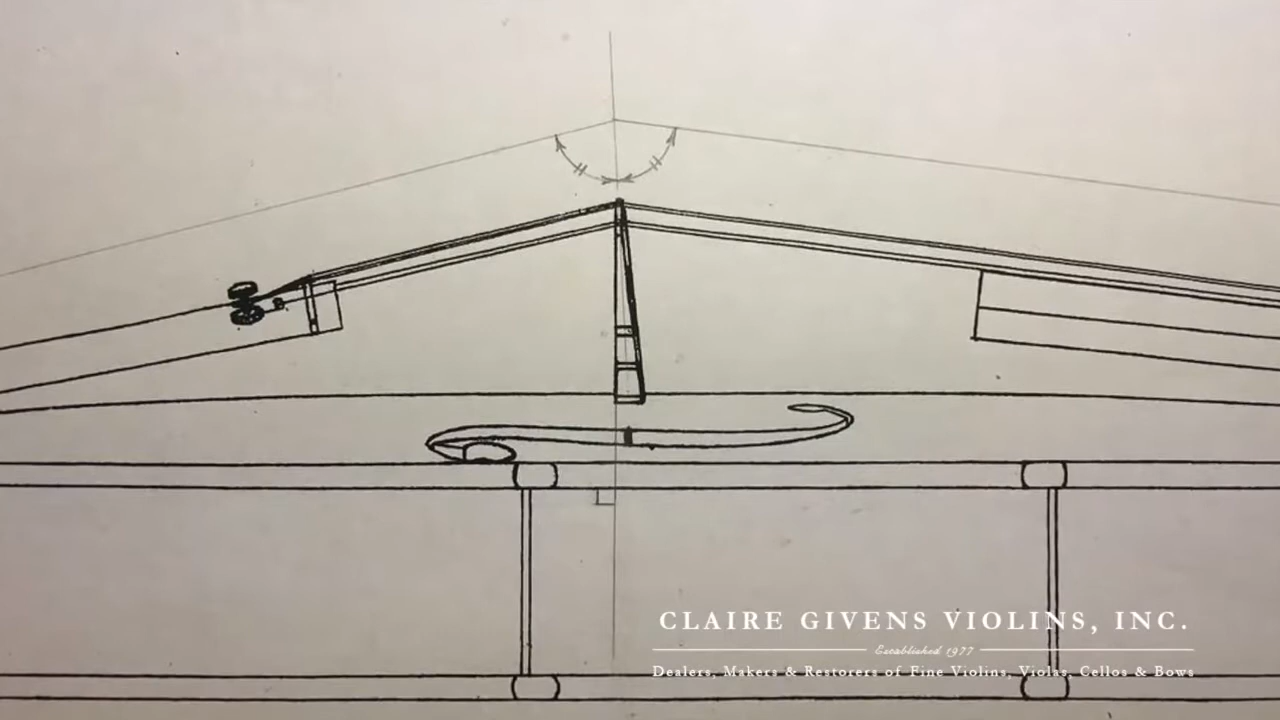 CLAIRE GIVENS VIOLINS, INC.
Established 1977
Dealers, Makers & Restorers of Fine Violins, Violas, Cellos & Bows